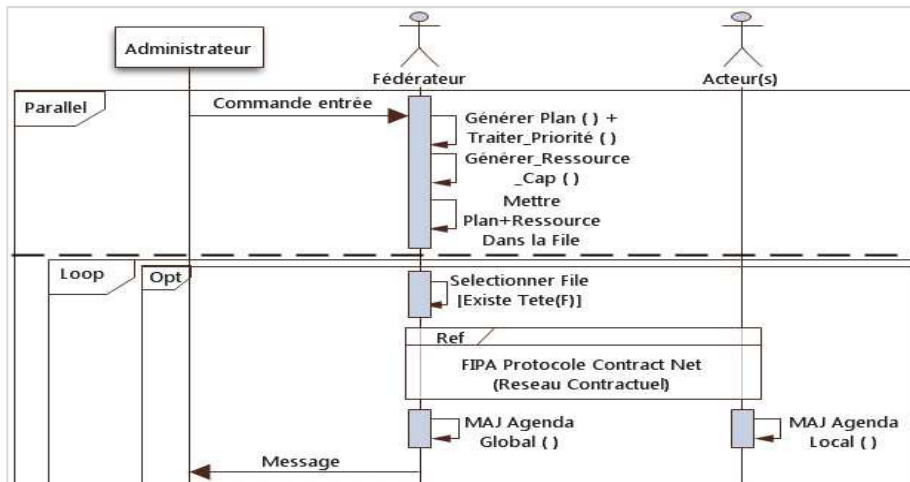 Administrateur
Fédérateur
Acteur(s)
Parallel
Commande entrée
Générer Plan ( ) +
Traiter_Priorité ( )
Générer_Ressource
_Cap ( )
Mettre
Plan+Ressource
Dans la File
Loop
Opt
Selectionner File
[Existe Tete(F)]
Ref
FIPA Protocole Contract Net
(Reseau Contractuel)
MAJ Agenda
Global ( )
MAJ Agenda
Local ( )
Message